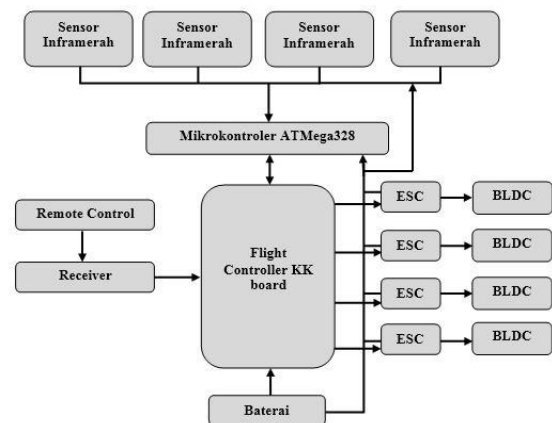 Sensor
Inframerah
Sensor
Inframerah
Sensor
Inframerah
Sensor
Inframerah
Mikrokontroler ATMega328
Remote Control
Receiver
Flight
Controller KK
board
ESC
BLDC
ESC
BLDC
ESC
BLDC
ESC
BLDC
Baterai